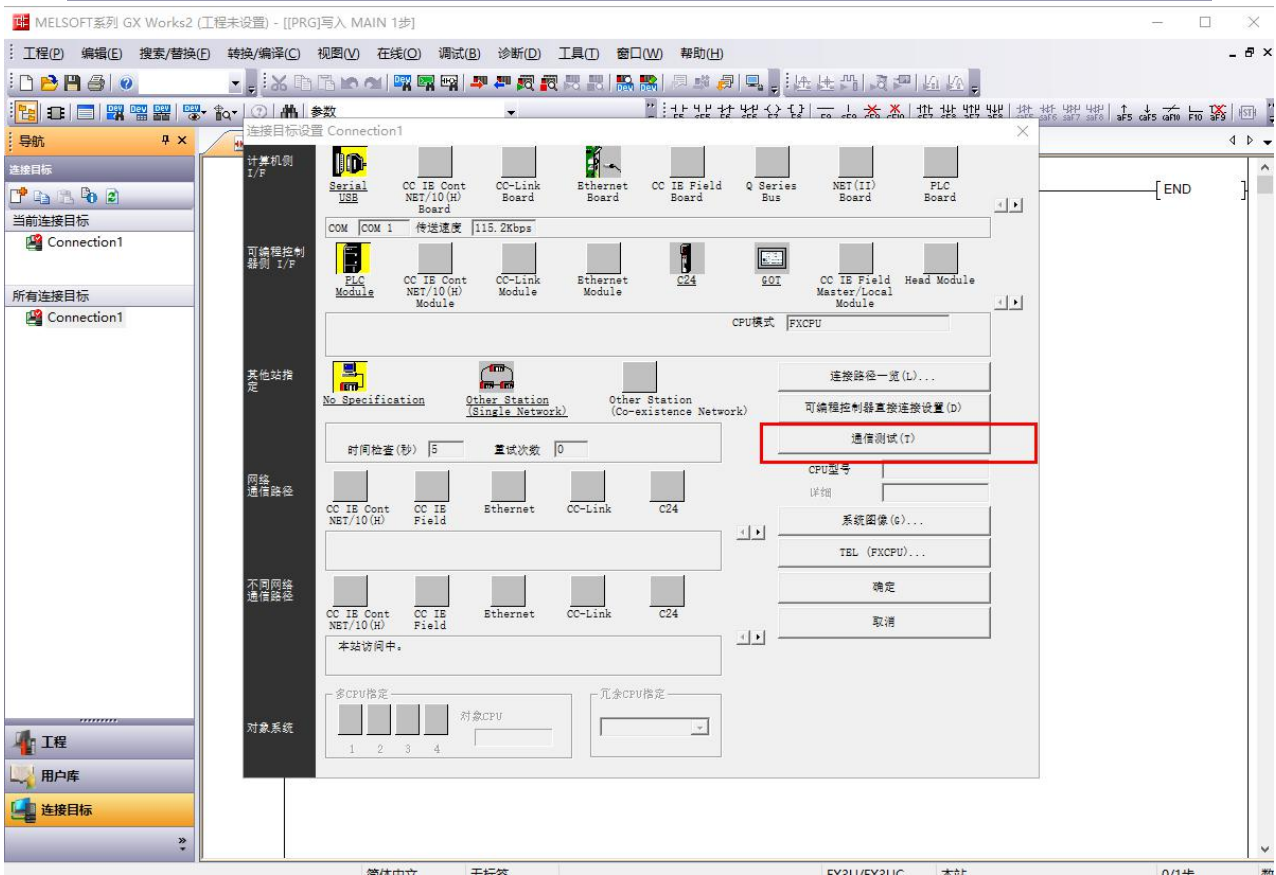 MELSOFT系列 GX Works2 (工程未设置) - [[PRG]写入 MAIN 1步]
工程(P) 编辑(E) 搜索/替换(F) 转换/编译(C) 视图(V) 在线(O) 调试(B) 诊断(D) 工具(T) 窗口(W) 帮助(H)
参数
导航
连接目标
当前连接目标
Connection1
所有连接目标
Connection1
工程
用户库
连接目标
连接目标设置 Connection1
计算机侧
I/F
Serial
USB
CC IE Cont
NET/10(H)
Board
CC-Link
Board
Ethernet
Board
CC IE Field
Board
Q Series
Bus
NET(II)
Board
PLC
Board
COM COM 1 传送速度 115.2Kbps
可编程控制
器侧 I/F
PLC
Module
CC IE Cont
NET/10(H)
Module
CC-Link
Module
Ethernet
Module
C24
GOT
CC IE Field
Master/Local
Module
Head Module
CPU模式 FXCPU
其他站指
定
No Specification
Other Station
(Single Network)
Other Station
(Co-existence Network)
时间检查(秒) 5 重试次数 0
连接路径一览(L)...
可编程控制器直接连接设置(D)
通信测试(T)
CPU型号
详细
系统图像(G)...
TEL (FXCPU)...
确定
取消
网络
通信路径
CC IE Cont
NET/10(H)
CC IE
Field
Ethernet
CC-Link
C24
不同网络
通信路径
CC IE Cont
NET/10(H)
CC IE
Field
Ethernet
CC-Link
C24
本站访问中。
对象系统
多CPU指定
1 2 3 4
对象CPU
冗余CPU指定
END
简体中文 无标签 FX3U/FX3UC 本站 0/1步